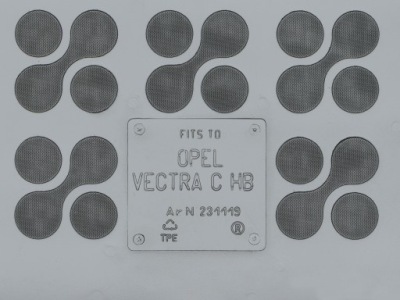 FITS TO
OPEL
VECTRA C HB
Ar N 231119
TPE ®